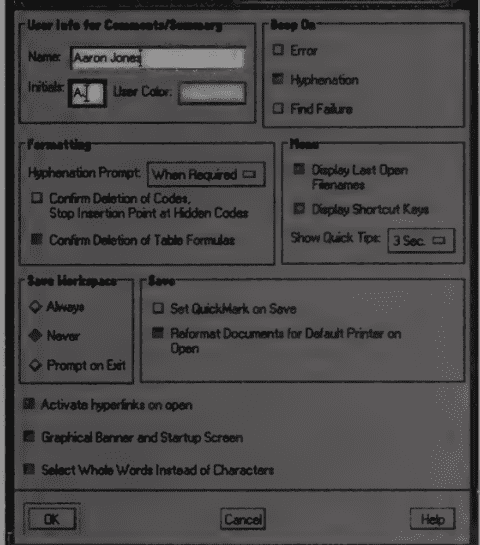 User Info for Comments/Summary
Name: Aaron Jones
Initials: A. User Color:
Beep On
Error
Hyphenation
Find Failure
Formatting
Hyphenation Prompt: When Required
Confirm Deletion of Codes,
Stop Insertion Point at Hidden Codes
Confirm Deletion of Table Formulas
Menu
Display Last Open
Filenames
Display Shortcut Keys
Show Quick Tips: 3 Sec.
Save Workspace
Always
Never
Prompt on Exit
Save
Set QuickMark on Save
Reformat Documents for Default Printer on
Open
Activate hyperlinks on open
Graphical Banner and Startup Screen
Select Whole Words Instead of Characters
OK Cancel Help